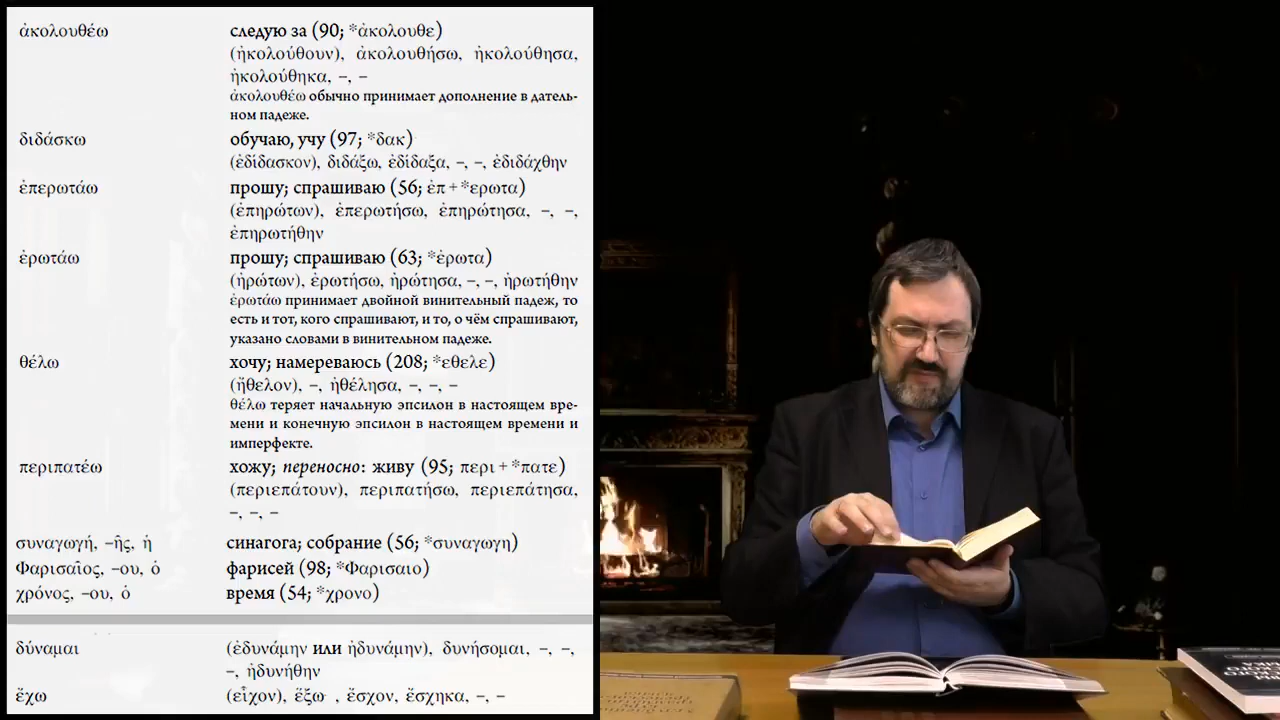 ἀκολουθέω следую за (90; *ἀκολουθε)
(ἠκολούθουν), ἀκολουθήσω, ἠκολούθησα,
ἠκολούθηκα, –, –
ἀκολουθέω обычно принимает дополнение в датель-
ном падеже.
διδάσκω обучаю, учу (97; *δακ)
(ἐδίδασκον), διδάξω, ἐδίδαξα, –, –, ἐδιδάχθην
ἐπερωτάω прошу; спрашиваю (56; ἐπ + *ερωτα)
(ἐπηρώτων), ἐπερωτήσω, ἐπηρώτησα, –, –,
ἐπηρωτήθην
ἐρωτάω прошу; спрашиваю (63; *ἐρωτα)
(ἠρώτων), ἐρωτήσω, ἠρώτησα, –, –, ἠρωτήθην
ἐρωτάω принимает двойной винительный падеж, то
есть и тот, кого спрашивают, и то, о чём спрашивают,
указано словами в винительном падеже.
θέλω хочу; намереваюсь (208; *εθελε)
(ἤθελον), –, ἠθέλησα, –, –, –
θέλω теряет начальную эпсилон в настоящем вре-
мени и конечную эпсилон в настоящем времени и
имперфекте.
περιπατέω хожу; переносно: живу (95; περι + *πατε)
(περιεπάτουν), περιπατήσω, περιεπάτησα,
–, –, –
συναγωγή, –ῆς, ἡ синагога; собрание (56; *συναγωγη)
Φαρισαῖος, –ου, ὁ фарисей (98; *Φαρισαιο)
χρόνος, –ου, ὁ время (54; *χρονο)
δύναμαι (ἐδυνάμην или ἠδυνάμην), δυνήσομαι, –, –,
–, ἠδυνήθην
ἔχω (εἶχον), ἕξω , ἔσχον, ἔσχηκα, –, –